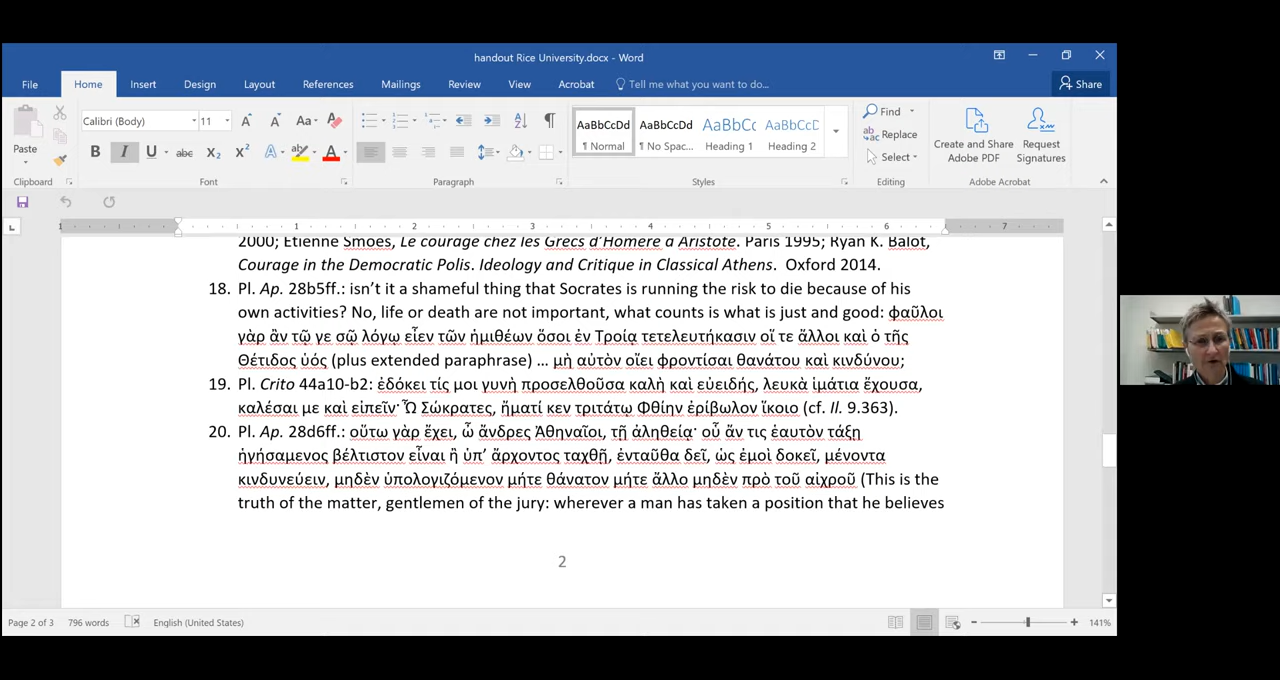 handout Rice University.docx - Word
File Home Insert Design Layout References Mailings Review View Acrobat Tell me what you want to do... Share
Paste
Calibri (Body) 11
AaBbCcDd AaBbCcDd AaBbCc AaBbCcD
¶ Normal ¶ No Spac... Heading 1 Heading 2
Find
Replace
Select
Create and Share Adobe PDF
Request Signatures
Clipboard Font Paragraph Styles Editing Adobe Acrobat
1 1 2 3 4 5 6 7
2000; Etienne Smoes, Le courage chez les Grecs d'Homère à Aristote. Paris 1995; Ryan K. Balot,
Courage in the Democratic Polis. Ideology and Critique in Classical Athens. Oxford 2014.
18. Pl. Ap. 28b5ff.: isn't it a shameful thing that Socrates is running the risk to die because of his
own activities? No, life or death are not important, what counts is what is just and good: φαῦλοι
γὰρ ἂν τῷ γε σῷ λόγῳ εἶεν τῶν ἡμιθέων ὅσοι ἐν Τροίᾳ τετελευτήκασιν οἵ τε ἄλλοι καὶ ὁ τῆς
Θέτιδος ὑός (plus extended paraphrase) ... μὴ αὐτὸν οἴει φροντίσαι θανάτου καὶ κινδύνου;
19. Pl. Crito 44a10-b2: ἐδόκει τίς μοι γυνὴ προσελθοῦσα καλὴ καὶ εὐειδής, λευκὰ ἱμάτια ἔχουσα,
καλέσαι με καὶ εἰπεῖν· Ὦ Σώκρατες, ἤματί κεν τριτάτῳ Φθίην ἐρίβωλον ἵκοιο (cf. Il. 9.363).
20. Pl. Ap. 28d6ff.: οὕτω γὰρ ἔχει, ὦ ἄνδρες Ἀθηναῖοι, τῇ ἀληθείᾳ· οὗ ἄν τις ἑαυτὸν τάξῃ
ἡγησάμενος βέλτιστον εἶναι ἢ ὑπ' ἄρχοντος ταχθῇ, ἐνταῦθα δεῖ, ὡς ἐμοὶ δοκεῖ, μένοντα
κινδυνεύειν, μηδὲν ὑπολογιζόμενον μήτε θάνατον μήτε ἄλλο μηδὲν πρὸ τοῦ αἰσχροῦ (This is the
truth of the matter, gentlemen of the jury: wherever a man has taken a position that he believes
2
Page 2 of 3 796 words English (United States) 141%